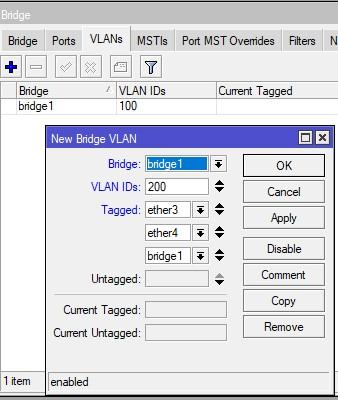 Bridge
Bridge Ports VLANs MSTIs Port MST Overrides Filters N
Bridge VLAN IDs Current Tagged
bridge1 100
New Bridge VLAN
Bridge: bridge1 OK
VLAN IDs: 200 Cancel
Tagged: ether3 Apply
ether4
bridge1 Disable
Untagged: Comment
Current Tagged: Copy
Current Untagged: Remove
1 item enabled